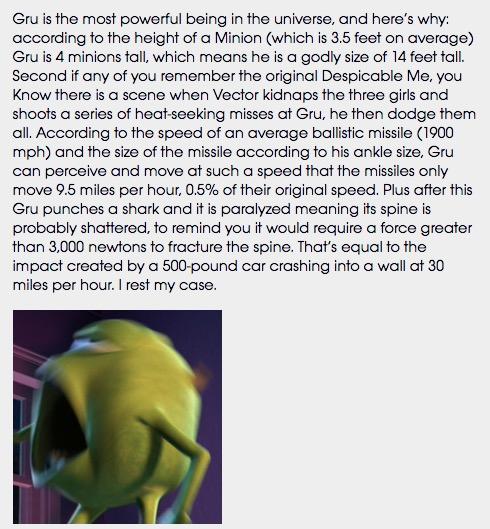 Gru is the most powerful being in the universe, and here's why:
according to the height of a Minion (which is 3.5 feet on average)
Gru is 4 minions tall, which means he is a godly size of 14 feet tall.
Second if any of you remember the original Despicable Me, you
Know there is a scene when Vector kidnaps the three girls and
shoots a series of heat-seeking misses at Gru, he then dodge them
all. According to the speed of an average ballistic missile (1900
mph) and the size of the missile according to his ankle size, Gru
can perceive and move at such a speed that the missiles only
move 9.5 miles per hour, 0.5% of their original speed. Plus after this
Gru punches a shark and it is paralyzed meaning its spine is
probably shattered, to remind you it would require a force greater
than 3,000 newtons to fracture the spine. That's equal to the
impact created by a 500-pound car crashing into a wall at 30
miles per hour. I rest my case.